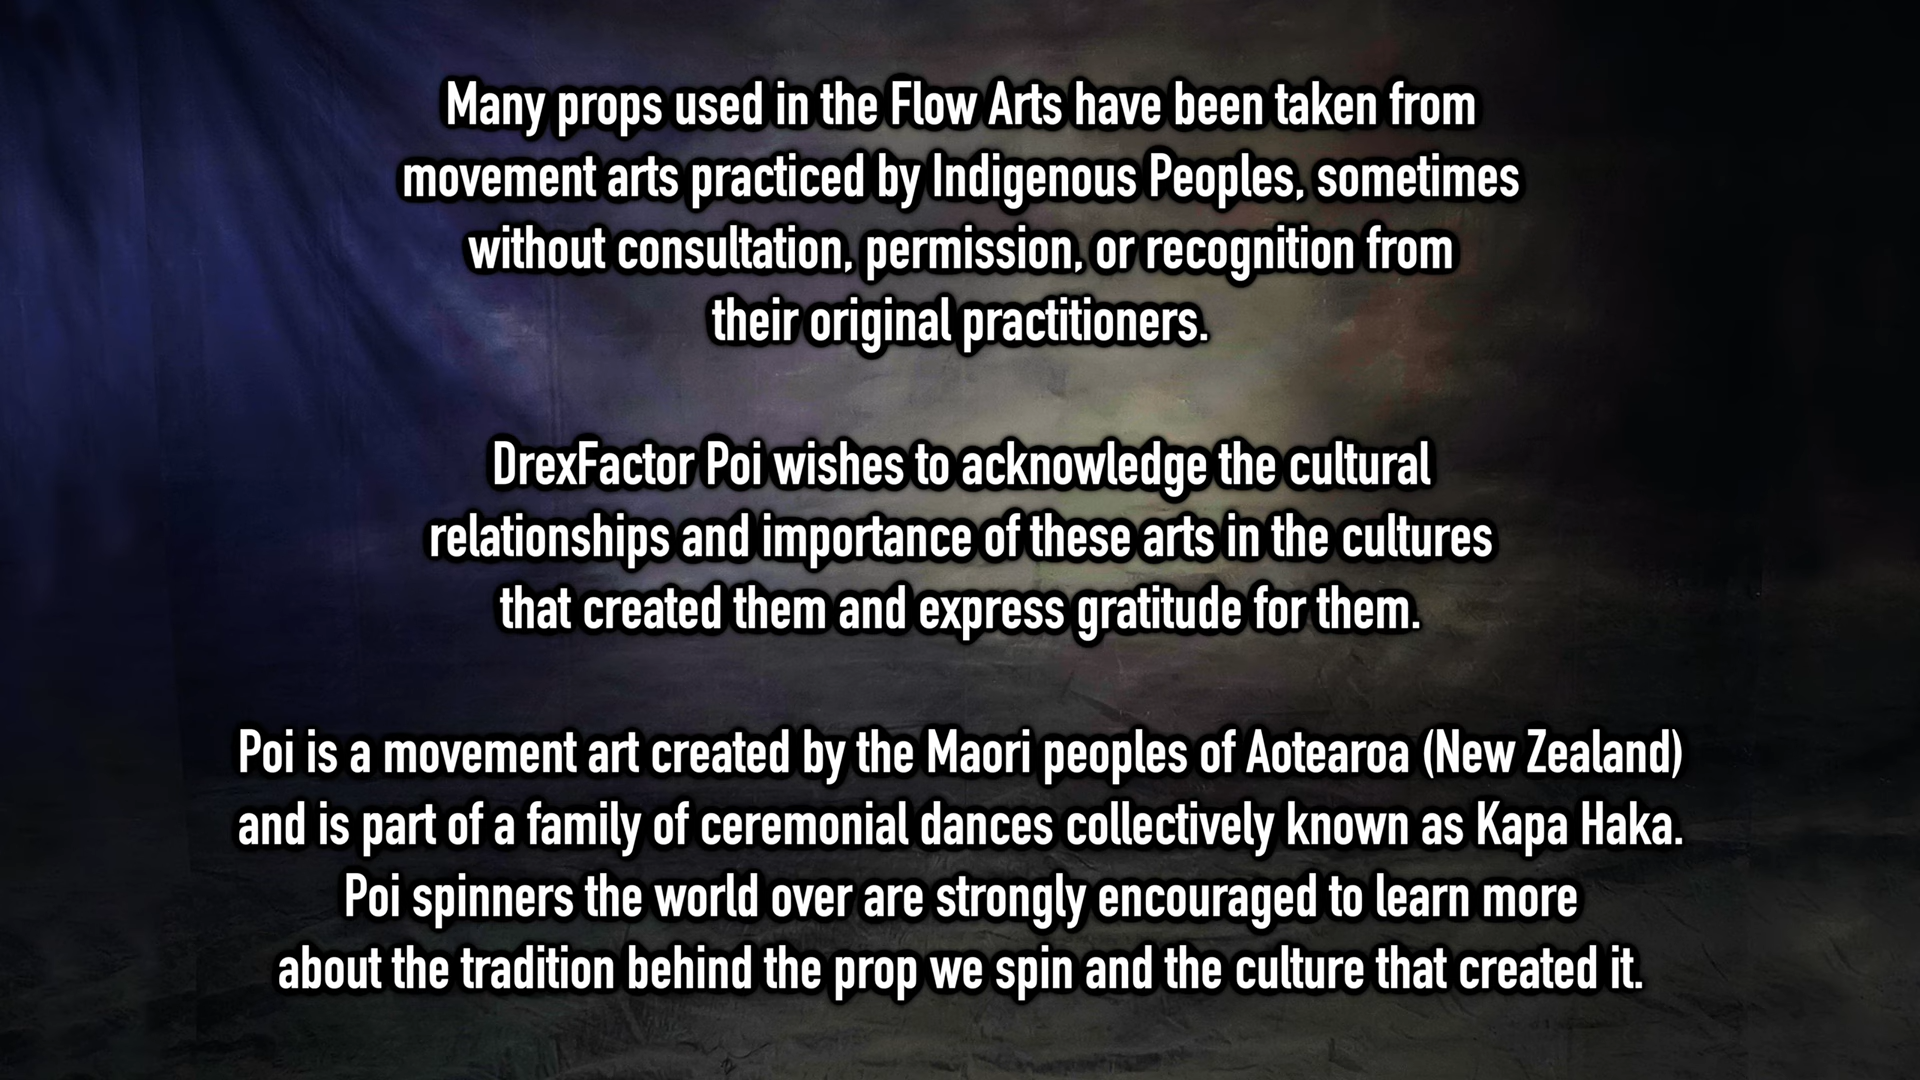 Many props used in the Flow Arts have been taken from
movement arts practiced by Indigenous Peoples, sometimes
without consultation, permission, or recognition from
their original practitioners.
DrexFactor Poi wishes to acknowledge the cultural
relationships and importance of these arts in the cultures
that created them and express gratitude for them.
Poi is a movement art created by the Maori peoples of Aotearoa (New Zealand)
and is part of a family of ceremonial dances collectively known as Kapa Haka.
Poi spinners the world over are strongly encouraged to learn more
about the tradition behind the prop we spin and the culture that created it.